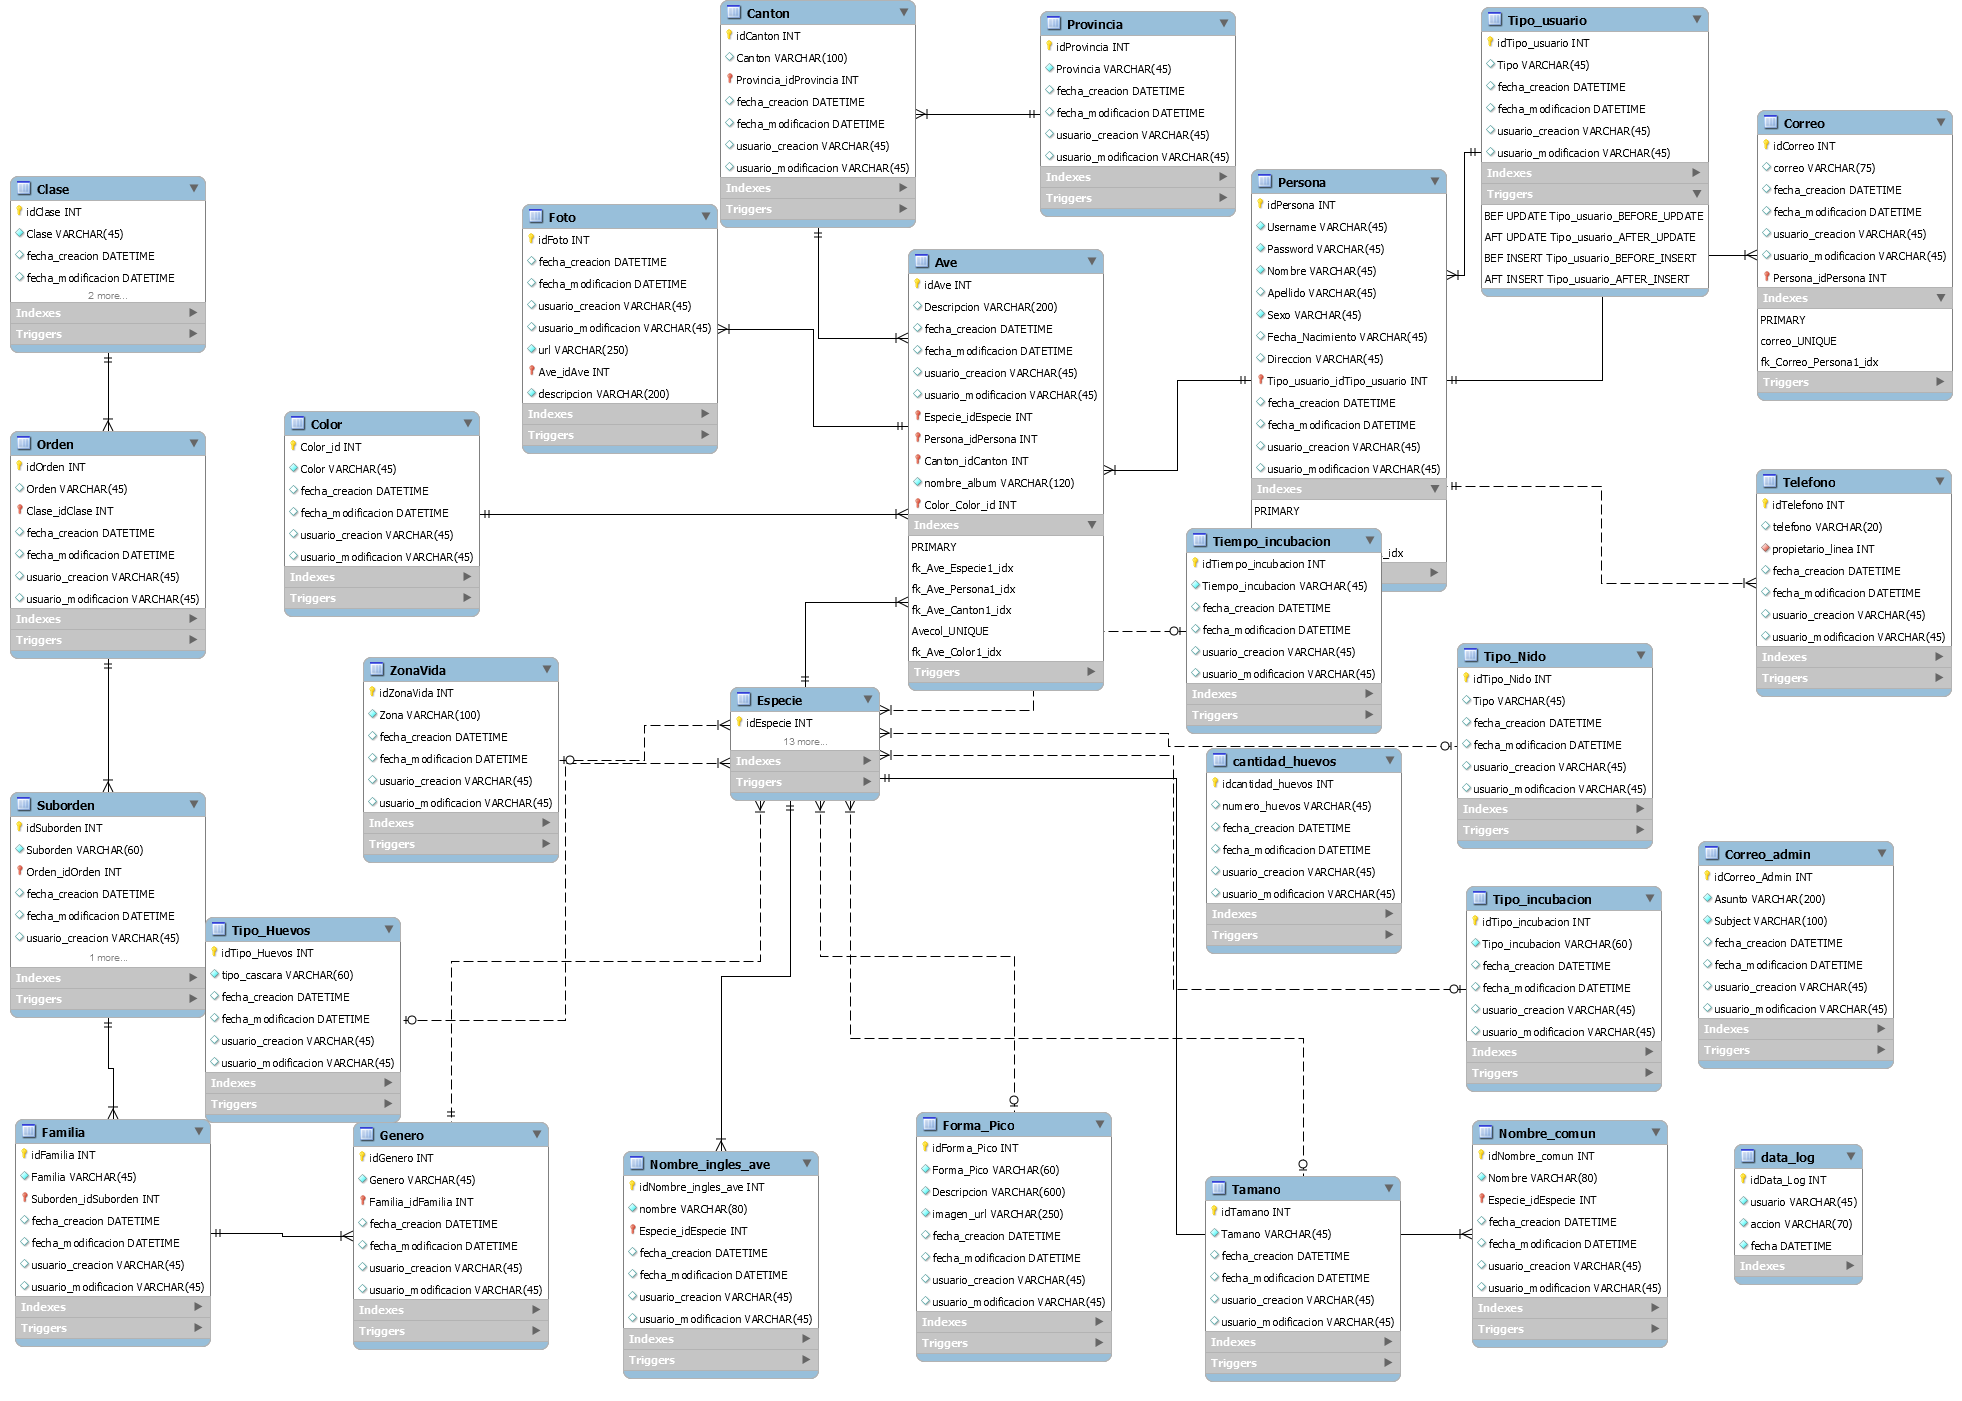 Canton
idCanton INT
Canton VARCHAR(100)
Provincia_idProvincia INT
fecha_creacion DATETIME
fecha_modificacion DATETIME
usuario_creacion VARCHAR(45)
usuario_modificacion VARCHAR(45)
Indexes
Triggers
Provincia
idProvincia INT
Provincia VARCHAR(45)
fecha_creacion DATETIME
fecha_modificacion DATETIME
usuario_creacion VARCHAR(45)
usuario_modificacion VARCHAR(45)
Indexes
Triggers
Tipo_usuario
idTipo_usuario INT
Tipo VARCHAR(45)
fecha_creacion DATETIME
fecha_modificacion DATETIME
usuario_creacion VARCHAR(45)
usuario_modificacion VARCHAR(45)
Indexes
Triggers
BEF UPDATE Tipo_usuario_BEFORE_UPDATE
AFT UPDATE Tipo_usuario_AFTER_UPDATE
BEF INSERT Tipo_usuario_BEFORE_INSERT
AFT INSERT Tipo_usuario_AFTER_INSERT
Correo
idCorreo INT
correo VARCHAR(75)
fecha_creacion DATETIME
fecha_modificacion DATETIME
usuario_creacion VARCHAR(45)
usuario_modificacion VARCHAR(45)
Persona_idPersona INT
Indexes
PRIMARY
correo_UNIQUE
fk_Correo_Persona1_idx
Triggers
Clase
idClase INT
Clase VARCHAR(45)
fecha_creacion DATETIME
fecha_modificacion DATETIME
2 more...
Indexes
Triggers
Foto
idFoto INT
fecha_creacion DATETIME
fecha_modificacion DATETIME
usuario_creacion VARCHAR(45)
usuario_modificacion VARCHAR(45)
url VARCHAR(250)
Ave_idAve INT
descripcion VARCHAR(200)
Indexes
Triggers
Ave
idAve INT
Descripcion VARCHAR(200)
fecha_creacion DATETIME
fecha_modificacion DATETIME
usuario_creacion VARCHAR(45)
usuario_modificacion VARCHAR(45)
Especie_idEspecie INT
Persona_idPersona INT
Canton_idCanton INT
nombre_album VARCHAR(120)
Color_Color_id INT
Indexes
PRIMARY
fk_Ave_Especie1_idx
fk_Ave_Persona1_idx
fk_Ave_Canton1_idx
Avecol_UNIQUE
fk_Ave_Color1_idx
Triggers
Persona
idPersona INT
Username VARCHAR(45)
Password VARCHAR(45)
Nombre VARCHAR(45)
Apellido VARCHAR(45)
Sexo VARCHAR(45)
Fecha_Nacimiento VARCHAR(45)
Direccion VARCHAR(45)
Tipo_usuario_idTipo_usuario INT
fecha_creacion DATETIME
fecha_modificacion DATETIME
usuario_creacion VARCHAR(45)
usuario_modificacion VARCHAR(45)
Indexes
PRIMARY
_idx
Color
Color_id INT
Color VARCHAR(45)
fecha_creacion DATETIME
fecha_modificacion DATETIME
usuario_creacion VARCHAR(45)
usuario_modificacion VARCHAR(45)
Indexes
Triggers
Orden
idOrden INT
Orden VARCHAR(45)
Clase_idClase INT
fecha_creacion DATETIME
fecha_modificacion DATETIME
usuario_creacion VARCHAR(45)
usuario_modificacion VARCHAR(45)
Indexes
Triggers
Telefono
idTelefono INT
telefono VARCHAR(20)
propietario_linea INT
fecha_creacion DATETIME
fecha_modificacion DATETIME
usuario_creacion VARCHAR(45)
usuario_modificacion VARCHAR(45)
Indexes
Triggers
Tiempo_incubacion
idTiempo_incubacion INT
Tiempo_incubacion VARCHAR(45)
fecha_creacion DATETIME
fecha_modificacion DATETIME
usuario_creacion VARCHAR(45)
usuario_modificacion VARCHAR(45)
Indexes
Triggers
Tipo_Nido
idTipo_Nido INT
Tipo VARCHAR(45)
fecha_creacion DATETIME
fecha_modificacion DATETIME
usuario_creacion VARCHAR(45)
usuario_modificacion VARCHAR(45)
Indexes
Triggers
ZonaVida
idZonaVida INT
Zona VARCHAR(100)
fecha_creacion DATETIME
fecha_modificacion DATETIME
usuario_creacion VARCHAR(45)
usuario_modificacion VARCHAR(45)
Indexes
Triggers
Especie
idEspecie INT
13 more...
Indexes
Triggers
cantidad_huevos
idcantidad_huevos INT
numero_huevos VARCHAR(45)
fecha_creacion DATETIME
fecha_modificacion DATETIME
usuario_creacion VARCHAR(45)
usuario_modificacion VARCHAR(45)
Indexes
Triggers
Suborden
idSuborden INT
Suborden VARCHAR(60)
Orden_idOrden INT
fecha_creacion DATETIME
fecha_modificacion DATETIME
usuario_creacion VARCHAR(45)
1 more...
Indexes
Triggers
Tipo_Huevos
idTipo_Huevos INT
tipo_cascara VARCHAR(60)
fecha_creacion DATETIME
fecha_modificacion DATETIME
usuario_creacion VARCHAR(45)
usuario_modificacion VARCHAR(45)
Indexes
Triggers
Tipo_incubacion
idTipo_incubacion INT
Tipo_incubacion VARCHAR(60)
fecha_creacion DATETIME
fecha_modificacion DATETIME
usuario_creacion VARCHAR(45)
usuario_modificacion VARCHAR(45)
Indexes
Triggers
Correo_admin
idCorreo_Admin INT
Asunto VARCHAR(200)
Subject VARCHAR(100)
fecha_creacion DATETIME
fecha_modificacion DATETIME
usuario_creacion VARCHAR(45)
usuario_modificacion VARCHAR(45)
Indexes
Triggers
Familia
idFamilia INT
Familia VARCHAR(45)
Suborden_idSuborden INT
fecha_creacion DATETIME
fecha_modificacion DATETIME
usuario_creacion VARCHAR(45)
usuario_modificacion VARCHAR(45)
Indexes
Triggers
Genero
idGenero INT
Genero VARCHAR(45)
Familia_idFamilia INT
fecha_creacion DATETIME
fecha_modificacion DATETIME
usuario_creacion VARCHAR(45)
usuario_modificacion VARCHAR(45)
Indexes
Triggers
Nombre_ingles_ave
idNombre_ingles_ave INT
nombre VARCHAR(80)
Especie_idEspecie INT
fecha_creacion DATETIME
fecha_modificacion DATETIME
usuario_creacion VARCHAR(45)
usuario_modificacion VARCHAR(45)
Indexes
Triggers
Forma_Pico
idForma_Pico INT
Forma_Pico VARCHAR(60)
Descripcion VARCHAR(600)
imagen_url VARCHAR(250)
fecha_creacion DATETIME
fecha_modificacion DATETIME
usuario_creacion VARCHAR(45)
usuario_modificacion VARCHAR(45)
Indexes
Triggers
Tamano
idTamano INT
Tamano VARCHAR(45)
fecha_creacion DATETIME
fecha_modificacion DATETIME
usuario_creacion VARCHAR(45)
usuario_modificacion VARCHAR(45)
Indexes
Triggers
Nombre_comun
idNombre_comun INT
Nombre VARCHAR(80)
Especie_idEspecie INT
fecha_creacion DATETIME
fecha_modificacion DATETIME
usuario_creacion VARCHAR(45)
usuario_modificacion VARCHAR(45)
Indexes
Triggers
data_log
idData_Log INT
usuario VARCHAR(45)
accion VARCHAR(70)
fecha DATETIME
Indexes